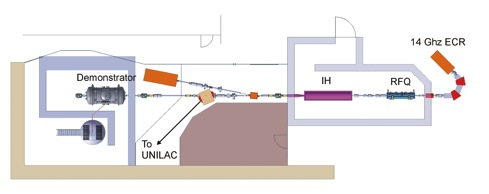 14 Ghz ECR
Demonstrator
IH
RFQ
To
UNILAC